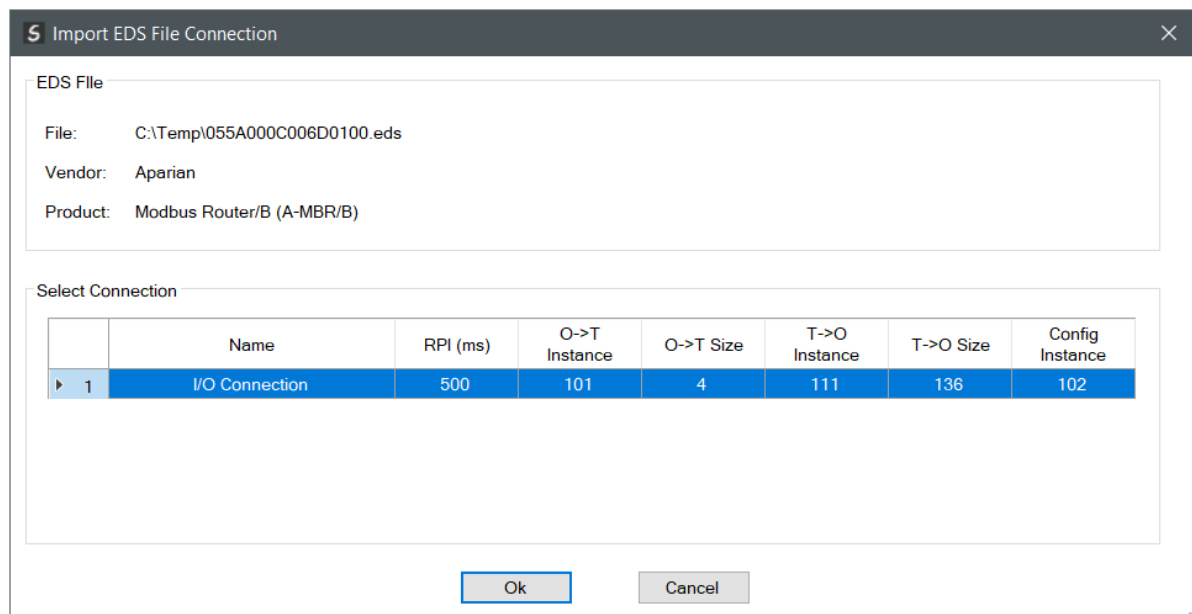 S Import EDS File Connection
EDS FIle
File: C:\Temp\055A000C006D0100.eds
Vendor: Aparian
Product: Modbus Router/B (A-MBR/B)
Select Connection
Name RPI (ms) O->T Instance O->T Size T->O Instance T->O Size Config Instance
1 I/O Connection 500 101 4 111 136 102
Ok Cancel